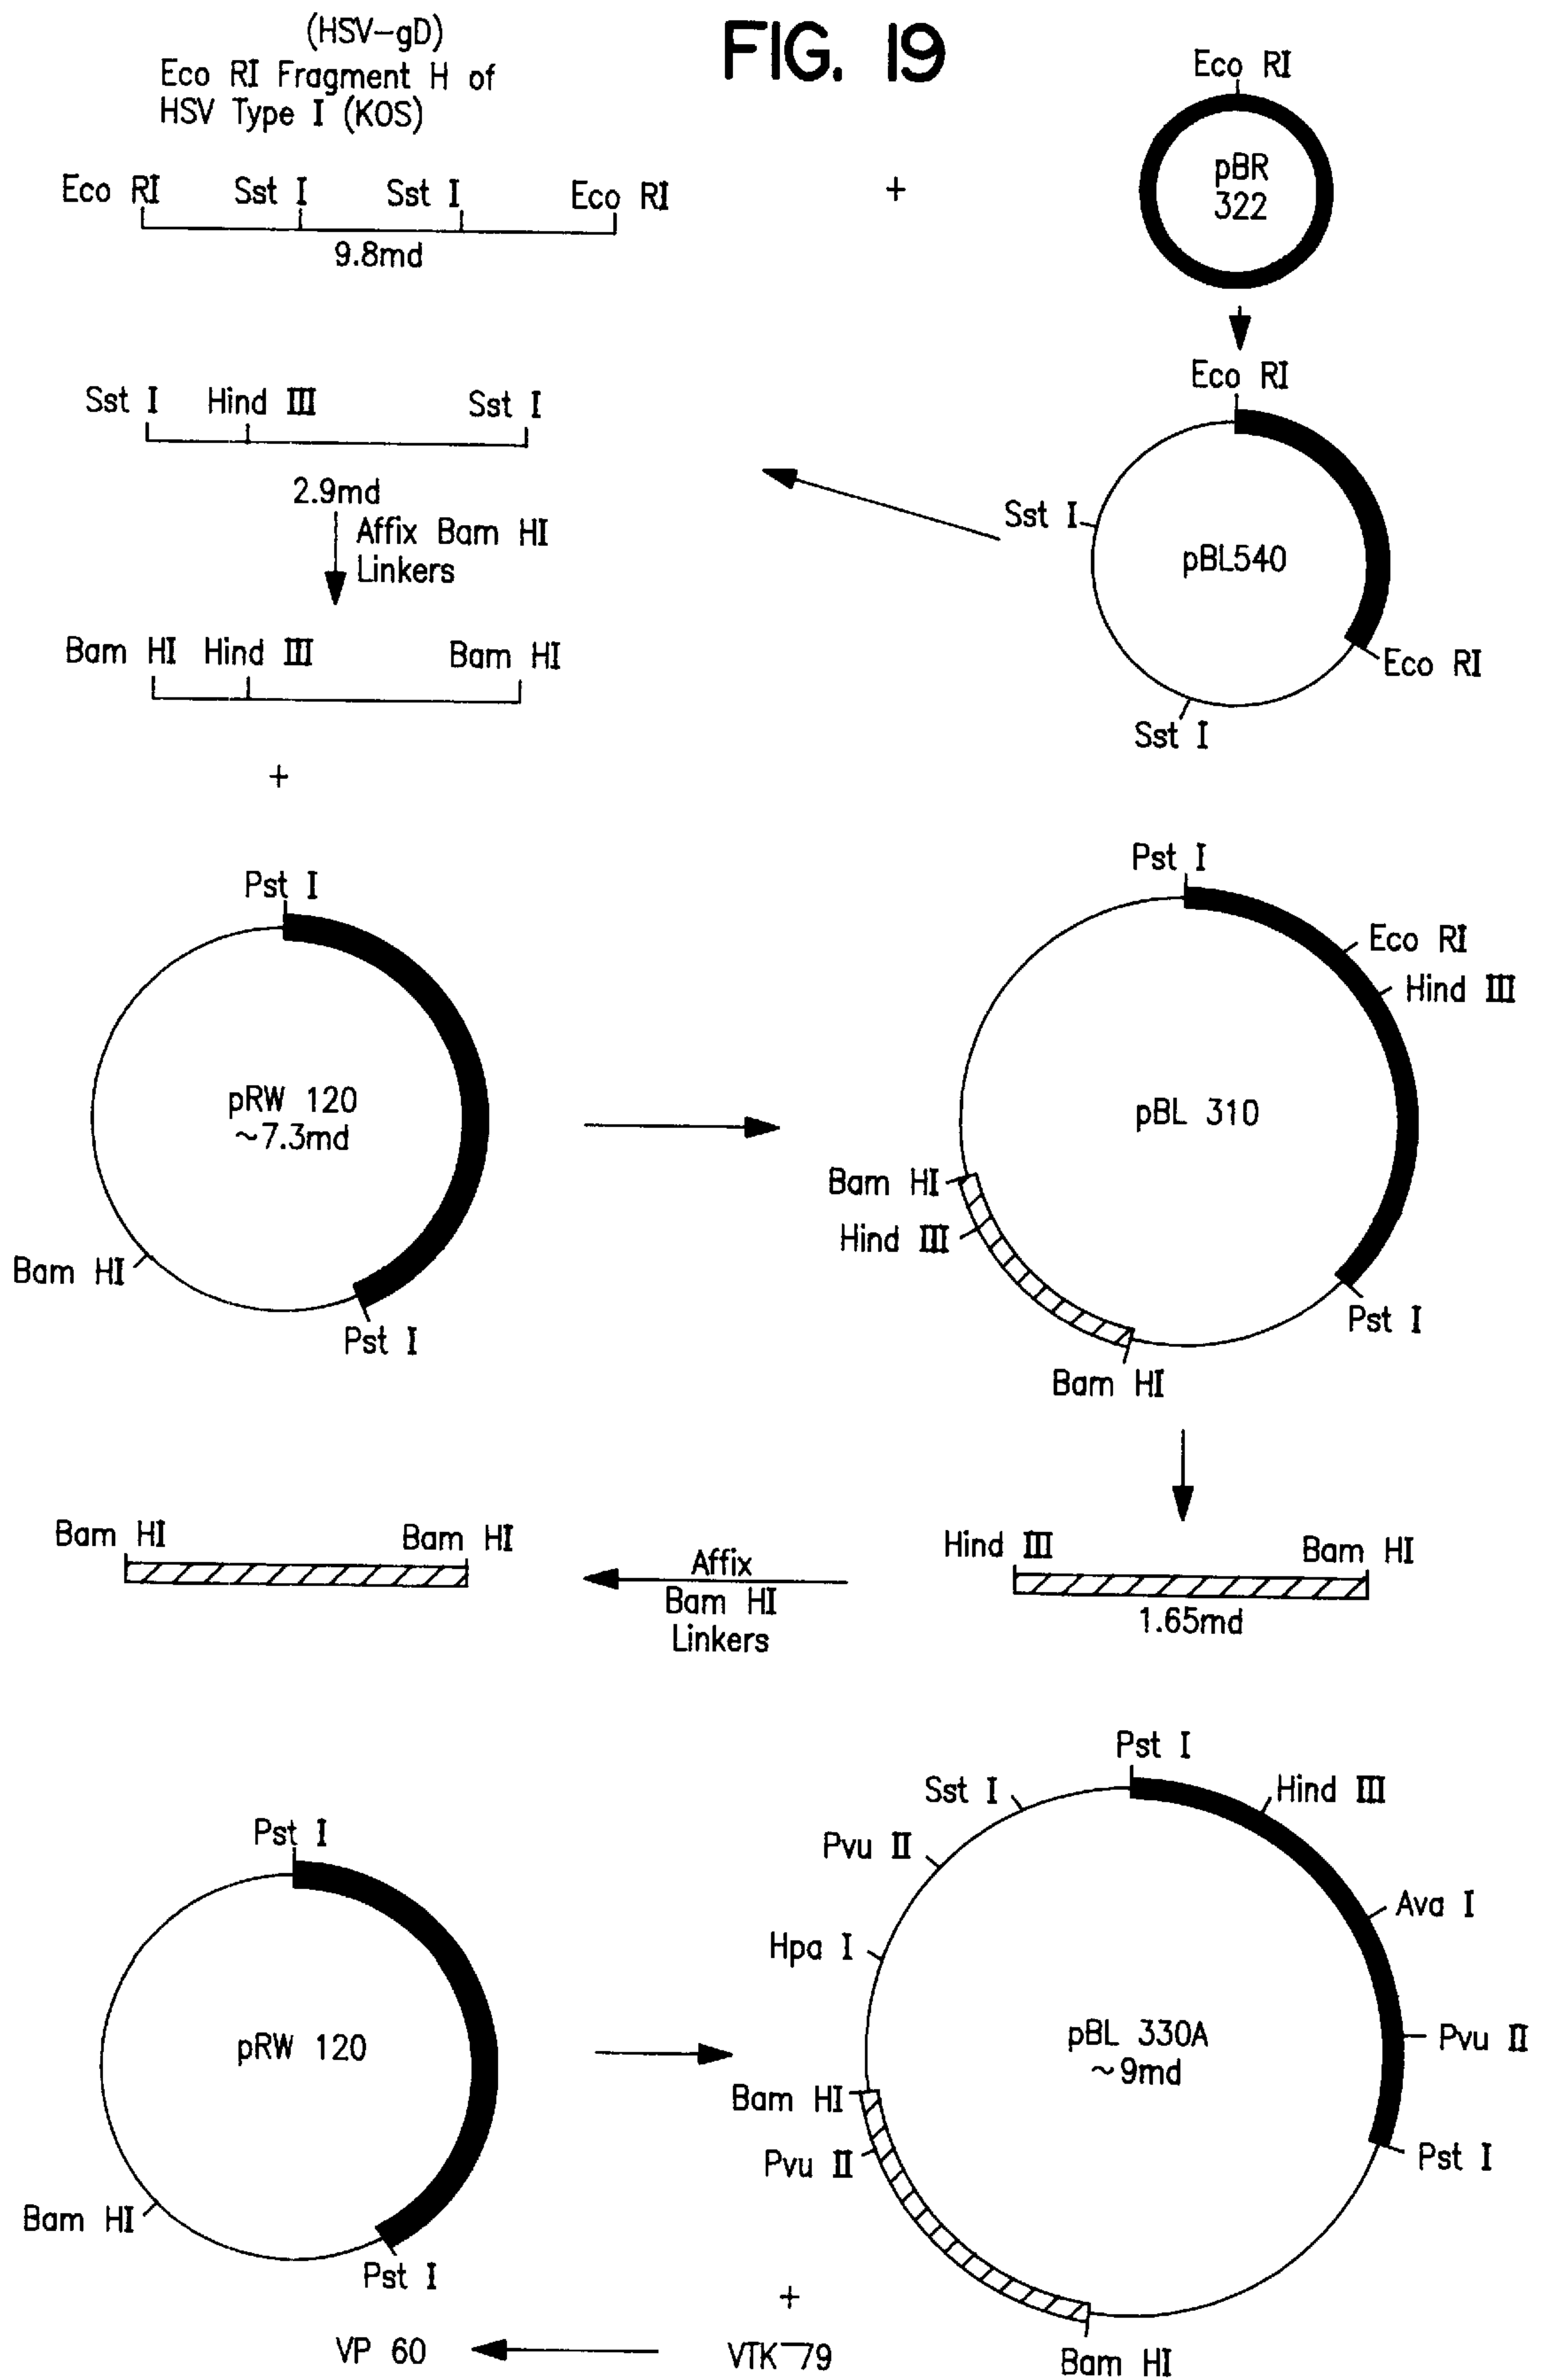 FIG. 19
(HSV-gD)
Eco RI Fragment H of
HSV Type I (KOS)
Eco RI Sst I Sst I Eco RI
9.8md
+
Eco RI
pBR
322
Eco RI
Sst I
pBL540
Eco RI
Sst I
Sst I Hind III Sst I
2.9md
Affix Bam HI
Linkers
Bam HI Hind III Bam HI
+
Pst I
pRW 120
~7.3md
Bam HI
Pst I
Pst I
Eco RI
Hind III
pBL 310
Bam HI
Hind III
Pst I
Bam HI
Hind III Bam HI
1.65md
Affix
Bam HI
Linkers
Bam HI Bam HI
Pst I
pRW 120
Bam HI
Pst I
Pst I
Sst I
Hind III
Pvu II
Ava I
Hpa I
pBL 330A
~9md
Pvu II
Bam HI
Pvu II
Pst I
Bam HI
+
VTK⁻79
VP 60